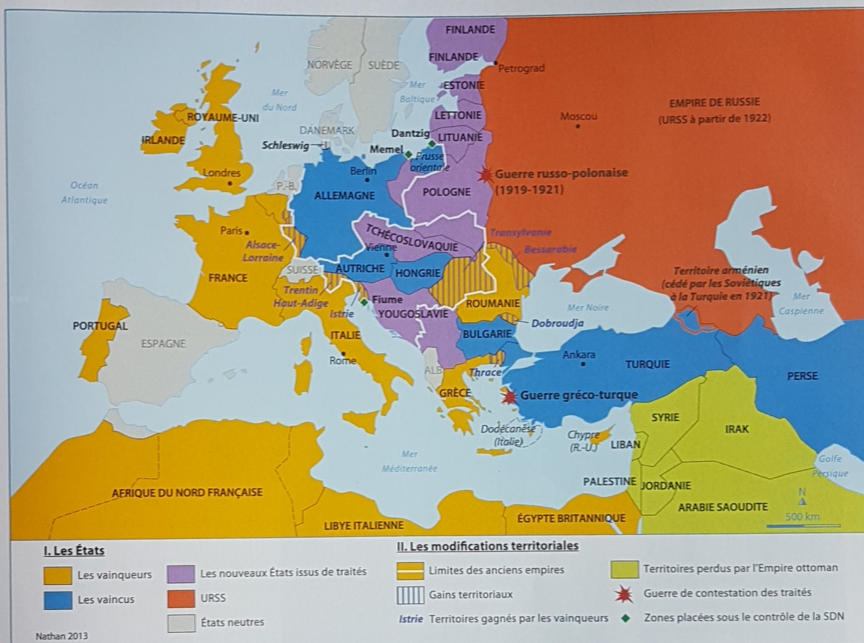 FINLANDE
FINLANDE
NORVÈGE
SUÈDE
Petrograd
Mer
Baltique
ESTONIE
Mer
du Nord
LETTONIE
EMPIRE DE RUSSIE
(URSS à partir de 1922)
Moscou
ROYAUME-UNI
DANEMARK
Dantzig
LITUANIE
IRLANDE
Schleswig
Memel
Prusse
orientale
Londres
Berlin
Guerre russo-polonaise
(1919-1921)
P.-B.
ALLEMAGNE
POLOGNE
Océan
Atlantique
Paris
TCHÉCOSLOVAQUIE
Transylvanie
Alsace-
Lorraine
Vienne
Bessarabie
SUISSE
AUTRICHE
HONGRIE
FRANCE
Territoire arménien
(cédé par les Soviétiques
à la Turquie en 1921)
Trentin
Haut-Adige
Fiume
ROUMANIE
Mer
Caspienne
Istrie
YOUGOSLAVIE
Mer Noire
PORTUGAL
Dobroudja
ESPAGNE
ITALIE
BULGARIE
Rome
Ankara
TURQUIE
ALB.
Thrace
PERSE
GRÈCE
Guerre gréco-turque
SYRIE
IRAK
Dodécanèse
(Italie)
Chypre
(R.-U.)
LIBAN
Mer
Méditerranée
Golfe
Persique
PALESTINE
JORDANIE
AFRIQUE DU NORD FRANÇAISE
N
ARABIE SAOUDITE
LIBYE ITALIENNE
ÉGYPTE BRITANNIQUE
500 km
I. Les États
Les vainqueurs
Les vaincus
Les nouveaux États issus de traités
URSS
États neutres
II. Les modifications territoriales
Limites des anciens empires
Gains territoriaux
Istrie Territoires gagnés par les vainqueurs
Territoires perdus par l'Empire ottoman
Guerre de contestation des traités
Zones placées sous le contrôle de la SDN
Nathan 2013